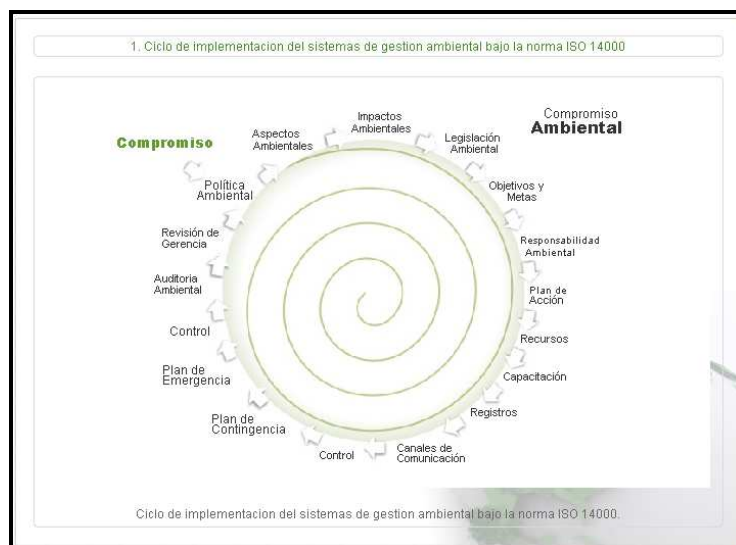 1. Ciclo de implementacion del sistemas de gestion ambiental bajo la norma ISO 14000
Compromiso
Ambiental
Compromiso
Política
Ambiental
Aspectos
Ambientales
Impactos
Ambientales
Legislación
Ambiental
Objetivos y
Metas
Responsabilidad
Ambiental
Plan de
Acción
Recursos
Capacitación
Registros
Canales de
Comunicación
Control
Plan de
Contingencia
Plan de
Emergencia
Control
Auditoria
Ambiental
Revisión de
Gerencia
Ciclo de implementacion del sistemas de gestion ambiental bajo la norma ISO 14000.